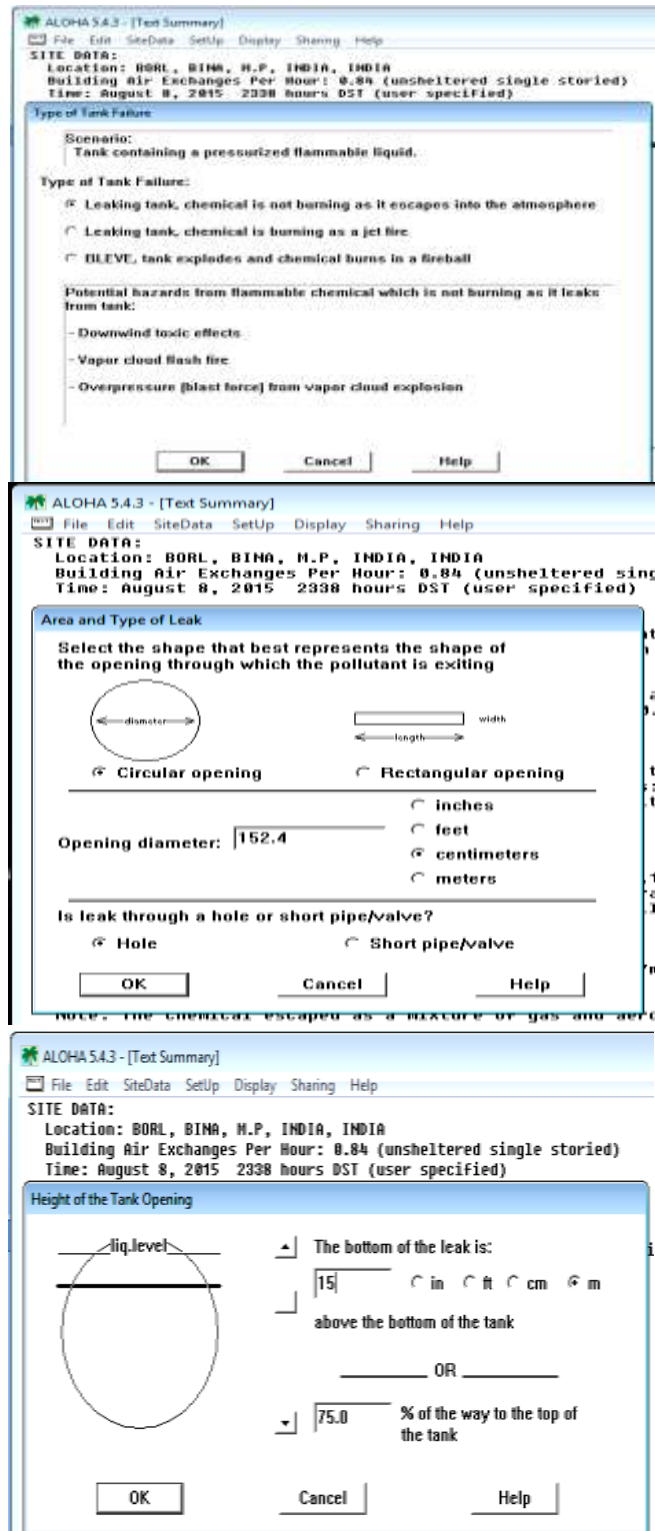 ALOHA 5.4.3 - [Text Summary]
File Edit SiteData SetUp Display Sharing Help
SITE DATA:
Location: BORL, BINA, M.P, INDIA, INDIA
Building Air Exchanges Per Hour: 0.84 (unsheltered single storied)
Time: August 8, 2015 2338 hours DST (user specified)
Type of Tank Failure
Scenario:
Tank containing a pressurized flammable liquid.
Type of Tank Failure:
Leaking tank, chemical is not burning as it escapes into the atmosphere
Leaking tank, chemical is burning as a jet fire
BLEVE, tank explodes and chemical burns in a fireball
Potential hazards from flammable chemical which is not burning as it leaks
from tank:
- Downwind toxic effects
- Vapor cloud flash fire
- Overpressure (blast force) from vapor cloud explosion
OK Cancel Help
ALOHA 5.4.3 - [Text Summary]
File Edit SiteData SetUp Display Sharing Help
SITE DATA:
Location: BORL, BINA, M.P, INDIA, INDIA
Building Air Exchanges Per Hour: 0.84 (unsheltered sing
Time: August 8, 2015 2338 hours DST (user specified)
Area and Type of Leak
Select the shape that best represents the shape of
the opening through which the pollutant is exiting
diameter
width
length
Circular opening Rectangular opening
inches
Opening diameter: 152.4 feet
centimeters
meters
Is leak through a hole or short pipe/valve?
Hole Short pipe/valve
OK Cancel Help
Note: The chemical escaped as a mixture of gas and aero
ALOHA 5.4.3 - [Text Summary]
File Edit SiteData SetUp Display Sharing Help
SITE DATA:
Location: BORL, BINA, M.P, INDIA, INDIA
Building Air Exchanges Per Hour: 0.84 (unsheltered single storied)
Time: August 8, 2015 2338 hours DST (user specified)
Height of the Tank Opening
liq.level
The bottom of the leak is:
15 in ft cm m
above the bottom of the tank
OR
75.0 % of the way to the top of
the tank
OK Cancel Help